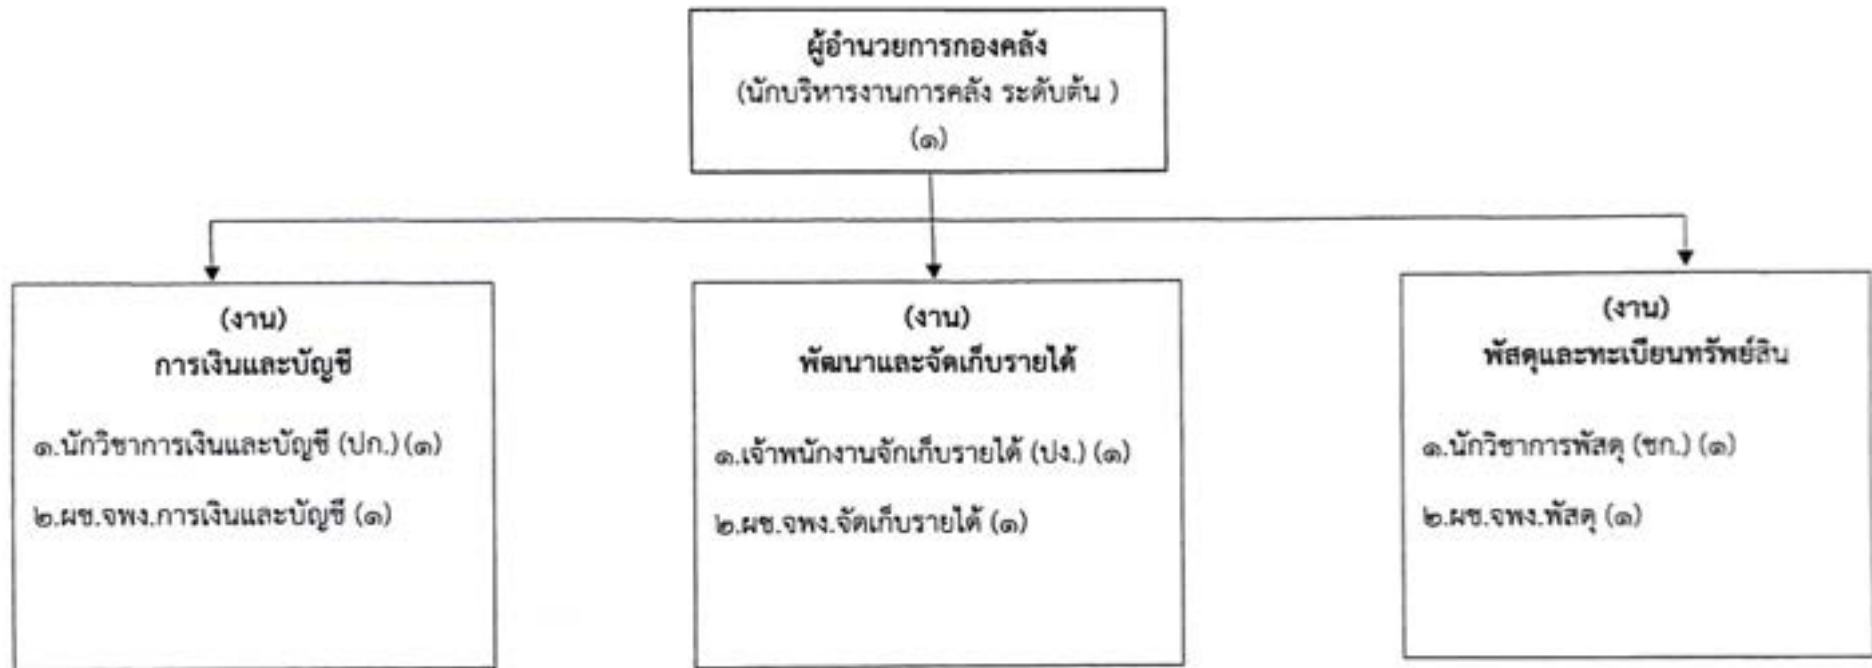 ผู้อำนวยการกองคลัง
(นักบริหารงานการคลัง ระดับต้น )
(๑)
(งาน)
การเงินและบัญชี
๑.นักวิชาการเงินและบัญชี (ปก.) (๑)
๒.ผช.จพง.การเงินและบัญชี (๑)
(งาน)
พัฒนาและจัดเก็บรายได้
๑.เจ้าพนักงานจักเก็บรายได้ (ปง.) (๑)
๒.ผช.จพง.จัดเก็บรายได้ (๑)
(งาน)
พัสดุและทะเบียนทรัพย์สิน
๑.นักวิชาการพัสดุ (ชก.) (๑)
๒.ผช.จพง.พัสดุ (๑)